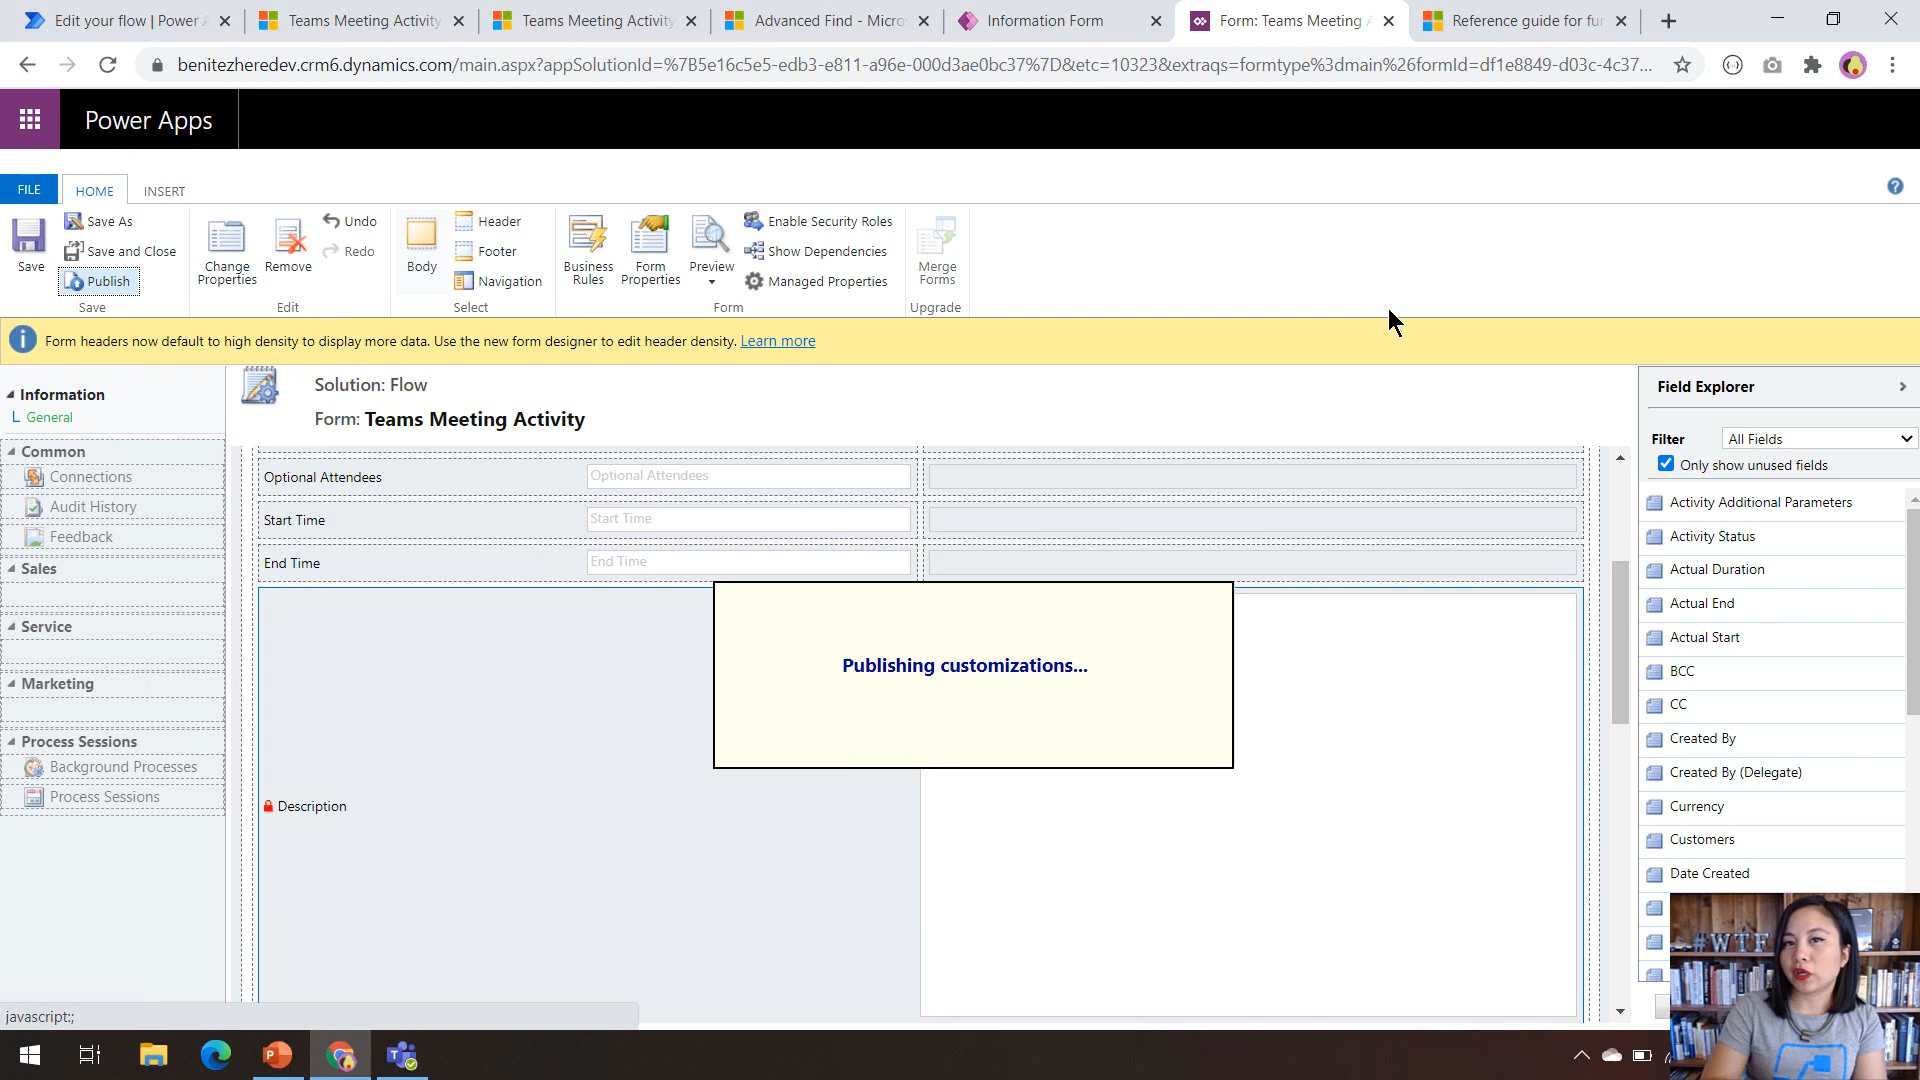 Edit your flow | Power A
Teams Meeting Activity
Teams Meeting Activity
Advanced Find - Micro
Information Form
Form: Teams Meeting A
Reference guide for fun
benitezheredev.crm6.dynamics.com/main.aspx?appSolutionId=%7B5e16c5e5-edb3-e811-a96e-000d3ae0bc37%7D&etc=10323&extraqs=formtype%3dmain%26formId=df1e8849-d03c-4c37...
Power Apps
FILE
HOME
INSERT
Save
Save As
Save and Close
Publish
Save
Change Properties
Remove
Undo
Redo
Edit
Body
Header
Footer
Navigation
Select
Business Rules
Form Properties
Preview
Enable Security Roles
Show Dependencies
Managed Properties
Form
Merge Forms
Upgrade
Form headers now default to high density to display more data. Use the new form designer to edit header density. Learn more
Information
General
Common
Connections
Audit History
Feedback
Sales
Service
Marketing
Process Sessions
Background Processes
Process Sessions
Solution: Flow
Form: Teams Meeting Activity
Optional Attendees
Optional Attendees
Start Time
Start Time
End Time
End Time
Publishing customizations...
Description
Field Explorer
Filter
All Fields
Only show unused fields
Activity Additional Parameters
Activity Status
Actual Duration
Actual End
Actual Start
BCC
CC
Created By
Created By (Delegate)
Currency
Customers
Date Created
#WTF
javascript:;